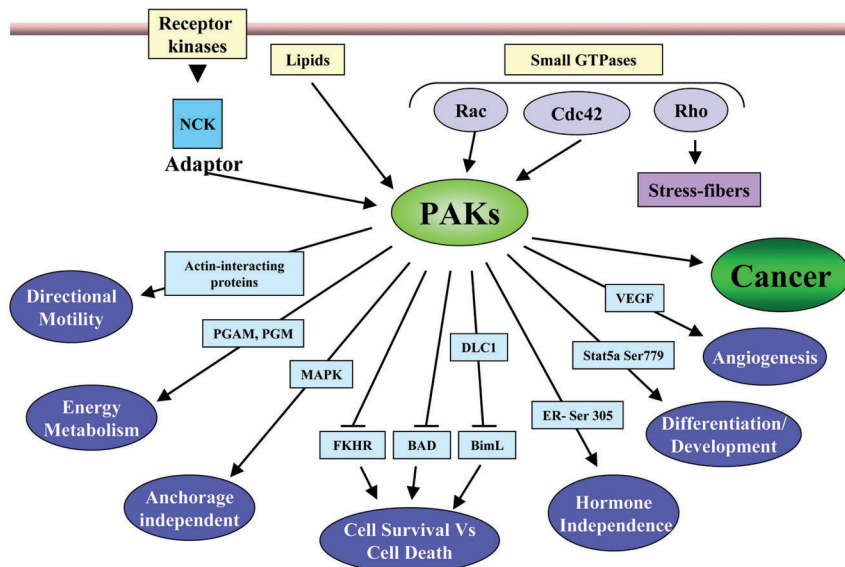 Receptor
kinases
Lipids
Small GTPases
NCK
Adaptor
Rac
Cdc42
Rho
Stress-fibers
PAKs
Cancer
Actin-interacting
proteins
Directional
Motility
PGAM, PGM
Energy
Metabolism
MAPK
Anchorage
independent
FKHR
BAD
DLC1
BimL
Cell Survival Vs
Cell Death
ER- Ser 305
Hormone
Independence
Stat5a Ser779
Differentiation/
Development
VEGF
Angiogenesis